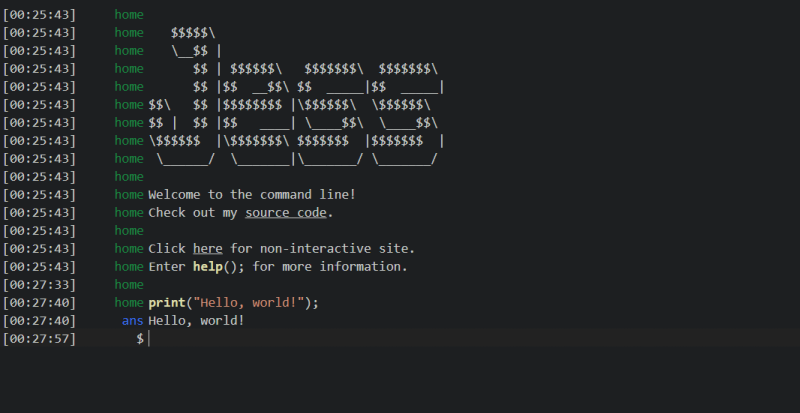 [00:25:43]     home
[00:25:43]     home    $$$$$\
[00:25:43]     home    \__$$ |
[00:25:43]     home       $$ | $$$$$$\   $$$$$$$\  $$$$$$$\
[00:25:43]     home       $$ |$$  __$$\ $$  _____|$$  _____|
[00:25:43]     home $$\   $$ |$$$$$$$$ |\$$$$$$\  \$$$$$$\
[00:25:43]     home $$ |  $$ |$$   ____| \____$$\  \____$$\
[00:25:43]     home \$$$$$$  |\$$$$$$$\ $$$$$$$  |$$$$$$$  |
[00:25:43]     home  \______/  \_______|\_______/ \_______/
[00:25:43]     home
[00:25:43]     home Welcome to the command line!
[00:25:43]     home Check out my source code.
[00:25:43]     home
[00:25:43]     home Click here for non-interactive site.
[00:25:43]     home Enter help(); for more information.
[00:27:33]     home
[00:27:40]     home print("Hello, world!");
[00:27:40]      ans Hello, world!
[00:27:57]        $